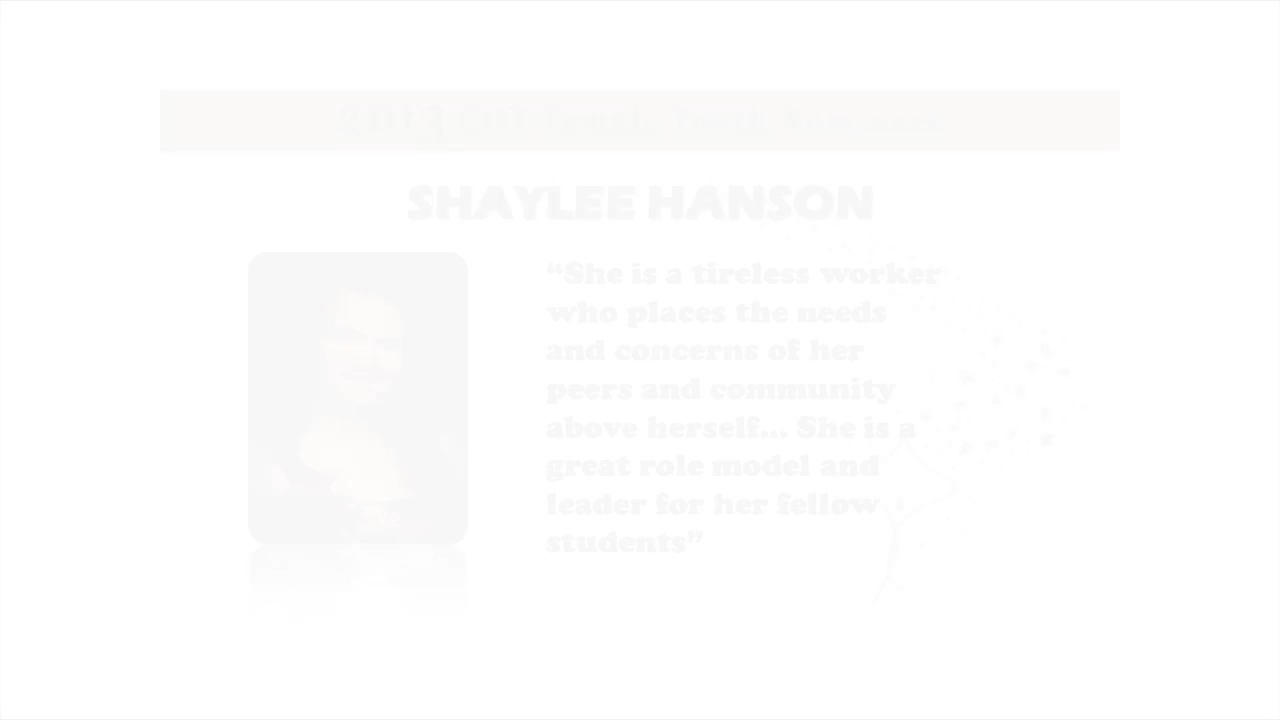 SHAYLEE HANSON
“She is a tireless worker
who places the needs
and concerns of her
peers and community
above herself... She is a
great role model and
leader for her fellow
students”